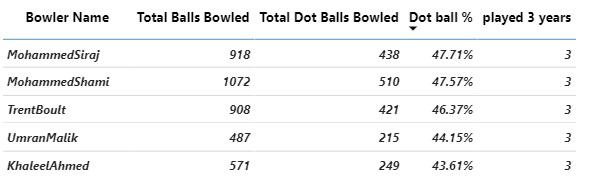 Bowler Name Total Balls Bowled Total Dot Balls Bowled Dot ball % played 3 years
MohammedSiraj 918 438 47.71% 3
MohammedShami 1072 510 47.57% 3
TrentBoult 908 421 46.37% 3
UmranMalik 487 215 44.15% 3
KhaleelAhmed 571 249 43.61% 3